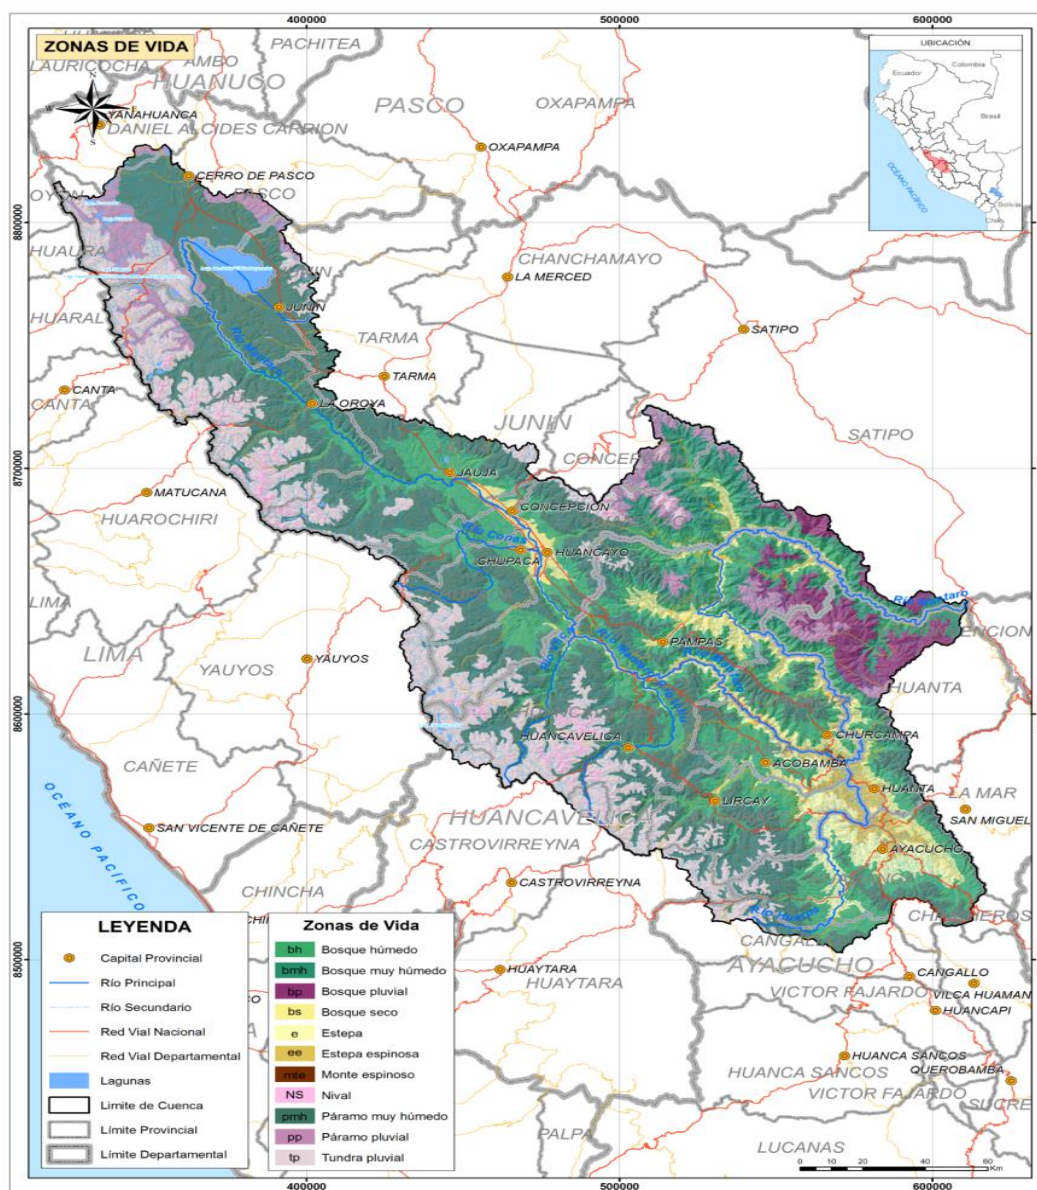 400000 500000 600000
ZONAS DE VIDA
PACHITEA
AMBO
LAURICOCHA
HUANUCO
N
W
S
YANAHUANCA
DANIEL ALCIDES CARRION
PASCO
OXAPAMPA
OXAPAMPA
CERRO DE PASCO
PASCO
OYON
8800000
HUAURA
JUNIN
JUNIN
CHANCHAMAYO
LA MERCED
HUARAL
TARMA
SATIPO
CANTA
CANTA
TARMA
LA OROYA
JUNIN
SATIPO
8700000
JAUJA
MATUCANA
HUAROCHIRI
CONCEPCION
CHUPACA
HUANCAYO
LIMA
LIMA
YAUYOS
YAUYOS
PAMPAS
HUANTA
8600000
HUANCAVELICA
CHURCAMPA
ACOBAMBA
CAÑETE
HUANTA
LIRCAY
LA MAR
SAN MIGUEL
OCÉANO PACÍFICO
SAN VICENTE DE CAÑETE
HUANCAVELICA
CASTROVIRREYNA
AYACUCHO
CHINCHA
CASTROVIRREYNA
8500000
HUAYTARA
HUAYTARA
AYACUCHO
CANGALLO
VICTOR FAJARDO
VILCA HUAMAN
HUANCAPI
HUANCA SANCOS
HUANCA SANCOS
QUEROBAMBA
VICTOR FAJARDO
SUCRE
PALPA
LUCANAS
UBICACIÓN
Colombia
Ecuador
Brasil
OCÉANO PACIFICO
Bolivia
LEYENDA
Capital Provincial
Río Principal
Río Secundario
Red Vial Nacional
Red Vial Departamental
Lagunas
Limite de Cuenca
Límite Provincial
Límite Departamental
Zonas de Vida
bh Bosque húmedo
bmh Bosque muy húmedo
bp Bosque pluvial
bs Bosque seco
e Estepa
ee Estepa espinosa
mte Monte espinoso
NS Nival
pmh Páramo muy húmedo
pp Páramo pluvial
tp Tundra pluvial
0 10 20 40 60
Km
400000 500000 600000